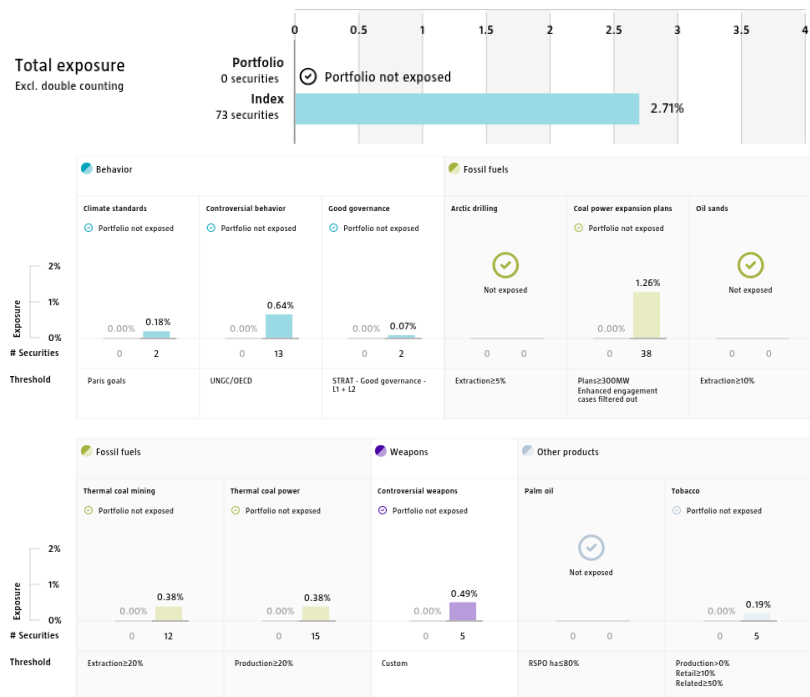 0 0.5 1 1.5 2 2.5 3 3.5 4
Total exposure
Excl. double counting
Portfolio
0 securities
Portfolio not exposed
Index
73 securities
2.71%
Behavior
Fossil fuels
Climate standards
Controversial behavior
Good governance
Arctic drilling
Coal power expansion plans
Oil sands
Portfolio not exposed
Portfolio not exposed
Portfolio not exposed
Portfolio not exposed
Not exposed
Not exposed
Exposure
2%
1%
0%
0.00% 0.18%
0.00% 0.64%
0.00% 0.07%
0.00% 1.26%
# Securities
0 2
0 13
0 2
0 0
0 38
0 0
Threshold
Paris goals
UNGC/OECD
STRAT - Good governance -
L1 + L2
Extraction≥5%
Plans≥300MW
Enhanced engagement
cases filtered out
Extraction≥10%
Fossil fuels
Weapons
Other products
Thermal coal mining
Thermal coal power
Controversial weapons
Palm oil
Tobacco
Portfolio not exposed
Portfolio not exposed
Portfolio not exposed
Portfolio not exposed
Not exposed
Exposure
2%
1%
0%
0.00% 0.38%
0.00% 0.38%
0.00% 0.49%
0.00% 0.19%
# Securities
0 12
0 15
0 5
0 0
0 5
Threshold
Extraction≥20%
Production≥20%
Custom
RSPO ha≤80%
Production>0%
Retail≥10%
Related≥50%